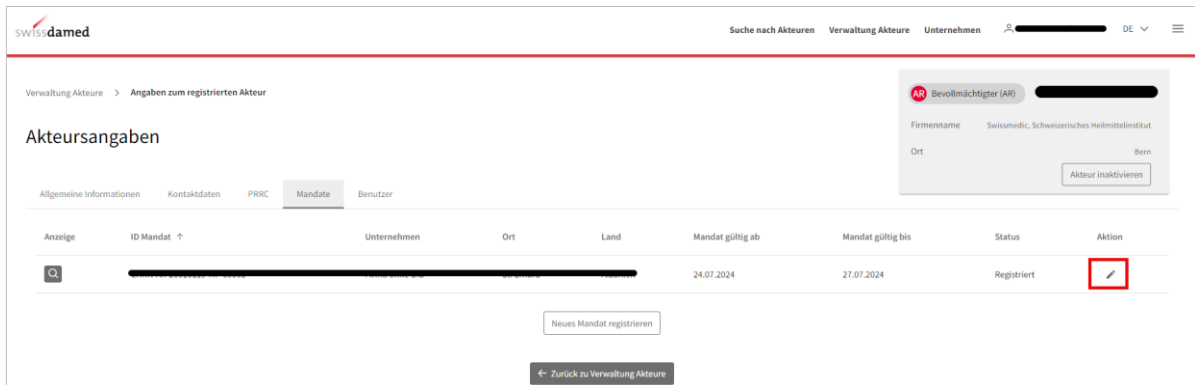 swissdamed
Suche nach Akteuren Verwaltung Akteure Unternehmen DE
Verwaltung Akteure > Angaben zum registrierten Akteur
AR Bevollmächtigter (AR)
Firmenname Swissmedic, Schweizerisches Heilmittelinstitut
Ort Bern
Akteur inaktivieren
Akteursangaben
Allgemeine Informationen Kontaktdaten PRRC Mandate Benutzer
Anzeige ID Mandat ↑ Unternehmen Ort Land Mandat gültig ab Mandat gültig bis Status Aktion
24.07.2024 27.07.2024 Registriert
Neues Mandat registrieren
← Zurück zu Verwaltung Akteure